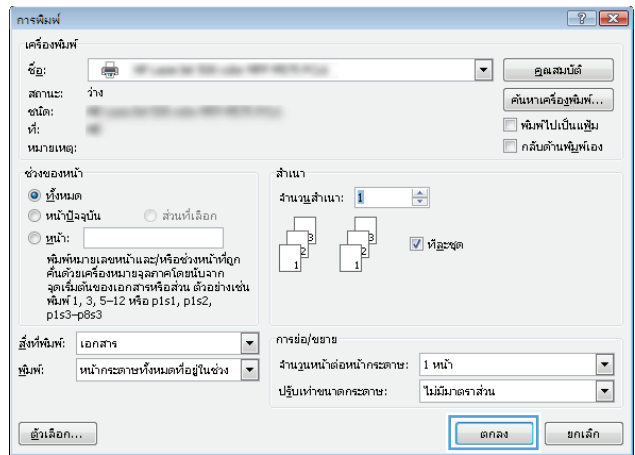 การพิมพ์
เครื่องพิมพ์
ชื่อ:
คุณสมบัติ
สถานะ: ว่าง
ชนิด:
ค้นหาเครื่องพิมพ์...
ที่:
พิมพ์ไปเป็นแฟ้ม
หมายเหตุ:
กลับด้านพิมพ์เอง
ช่วงของหน้า
ทั้งหมด
หน้าปัจจุบัน ส่วนที่เลือก
หน้า:
พิมพ์หมายเลขหน้าและ/หรือช่วงหน้าที่ถูก
คั่นด้วยเครื่องหมายจุลภาคโดยนับจาก
จุดเริ่มต้นของเอกสารหรือส่วน ตัวอย่างเช่น
พิมพ์ 1, 3, 5–12 หรือ p1s1, p1s2,
p1s3–p8s3
สำเนา
จำนวนสำเนา: 1
1 2 3
1 2 3
ทีละชุด
สิ่งที่พิมพ์: เอกสาร
พิมพ์: หน้ากระดาษทั้งหมดที่อยู่ในช่วง
การย่อ/ขยาย
จำนวนหน้าต่อหน้ากระดาษ: 1 หน้า
ปรับเท่าขนาดกระดาษ: ไม่มีมาตราส่วน
ตัวเลือก...
ตกลง
ยกเลิก